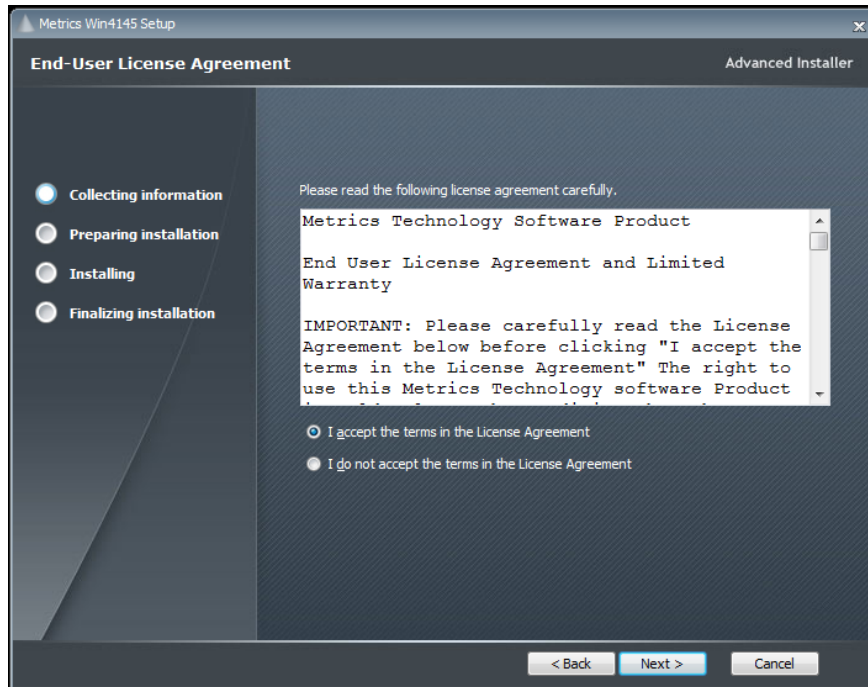 Metrics Win4145 Setup
End-User License Agreement
Advanced Installer
Collecting information
Preparing installation
Installing
Finalizing installation
Please read the following license agreement carefully.
Metrics Technology Software Product
End User License Agreement and Limited
Warranty
IMPORTANT: Please carefully read the License
Agreement below before clicking "I accept the
terms in the License Agreement" The right to
use this Metrics Technology software Product
I accept the terms in the License Agreement
I do not accept the terms in the License Agreement
< Back
Next >
Cancel